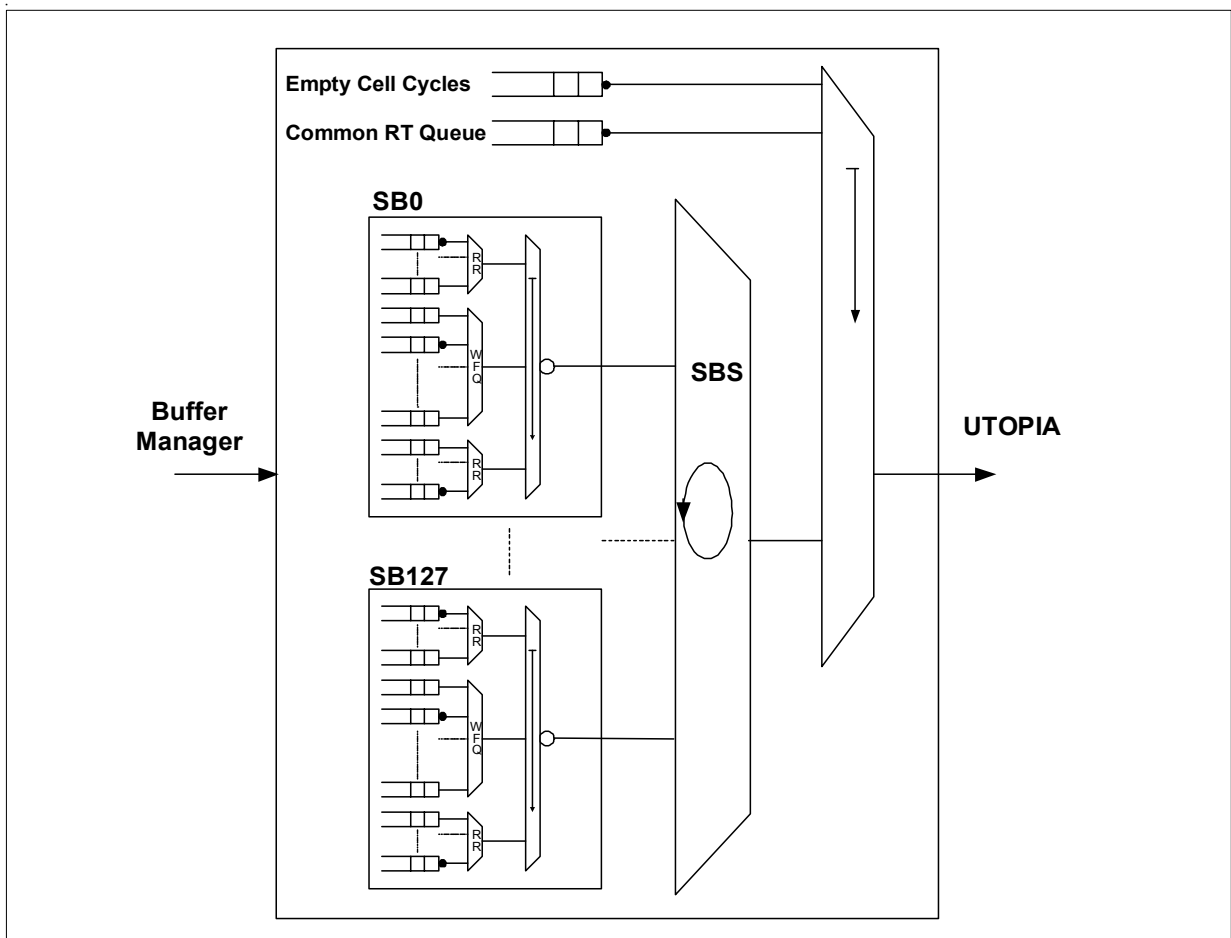 Empty Cell Cycles
Common RT Queue
SB0
R
R
W
F
Q
R
R
SBS
Buffer
Manager
UTOPIA
SB127
R
R
W
F
Q
R
R